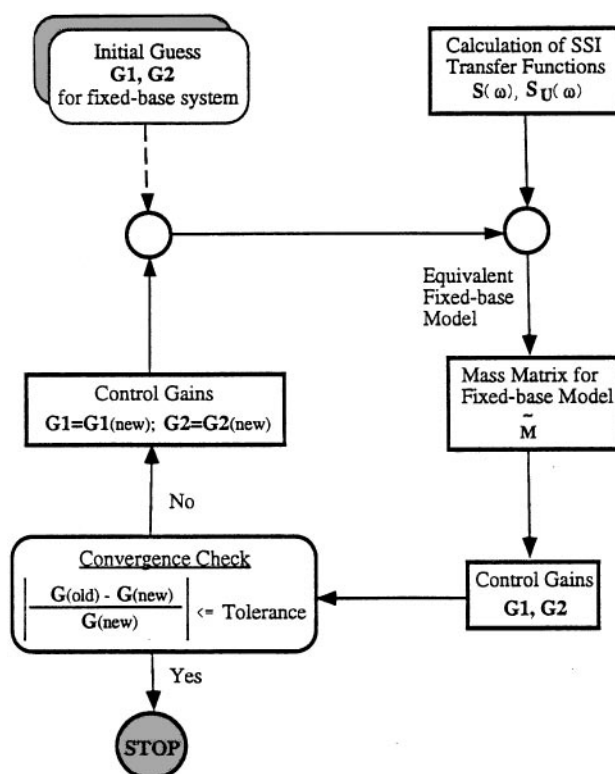 Initial Guess
G1, G2
for fixed-base system
Calculation of SSI
Transfer Functions
S( ω), S U( ω)
Equivalent
Fixed-base
Model
Mass Matrix for
Fixed-base Model
~
M
Control Gains
G1=G1(new); G2=G2(new)
No
Convergence Check
| G(old) - G(new) / G(new) | <= Tolerance
Control Gains
G1, G2
Yes
STOP